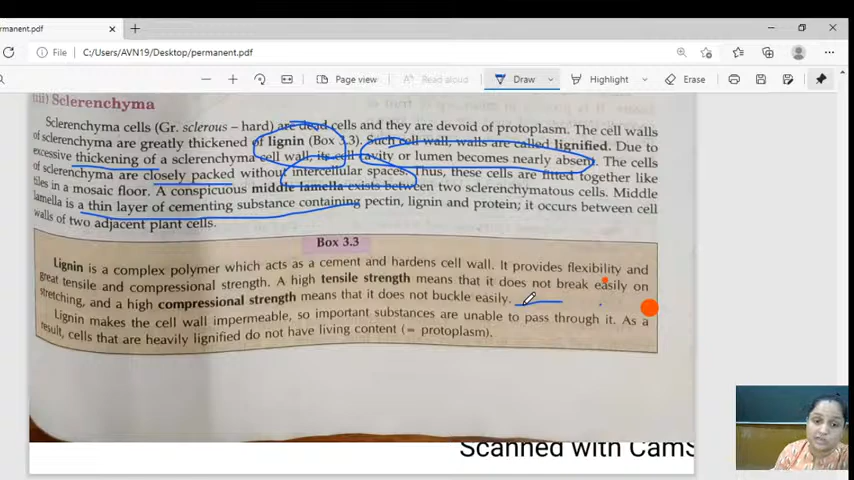 rmanent.pdf
File
C:/Users/AVN19/Desktop/permanent.pdf
Page view
Read aloud
Draw
Highlight
Erase
iii) Sclerenchyma
Sclerenchyma cells (Gr. sclerous – hard) are dead cells and they are devoid of protoplasm. The cell walls
of sclerenchyma are greatly thickened of lignin (Box 3.3). Such cell wall, walls are called lignified. Due to
excessive thickening of a sclerenchyma cell wall, its cell cavity or lumen becomes nearly absent. The cells
of sclerenchyma are closely packed without intercellular spaces. Thus, these cells are fitted together like
tiles in a mosaic floor. A conspicuous middle lamella exists between two sclerenchymatous cells. Middle
lamella is a thin layer of cementing substance containing pectin, lignin and protein; it occurs between cell
walls of two adjacent plant cells.
Box 3.3
Lignin is a complex polymer which acts as a cement and hardens cell wall. It provides flexibility and
great tensile and compressional strength. A high tensile strength means that it does not break easily on
stretching, and a high compressional strength means that it does not buckle easily.
Lignin makes the cell wall impermeable, so important substances are unable to pass through it. As a
result, cells that are heavily lignified do not have living content (= protoplasm).
Scanned with CamS